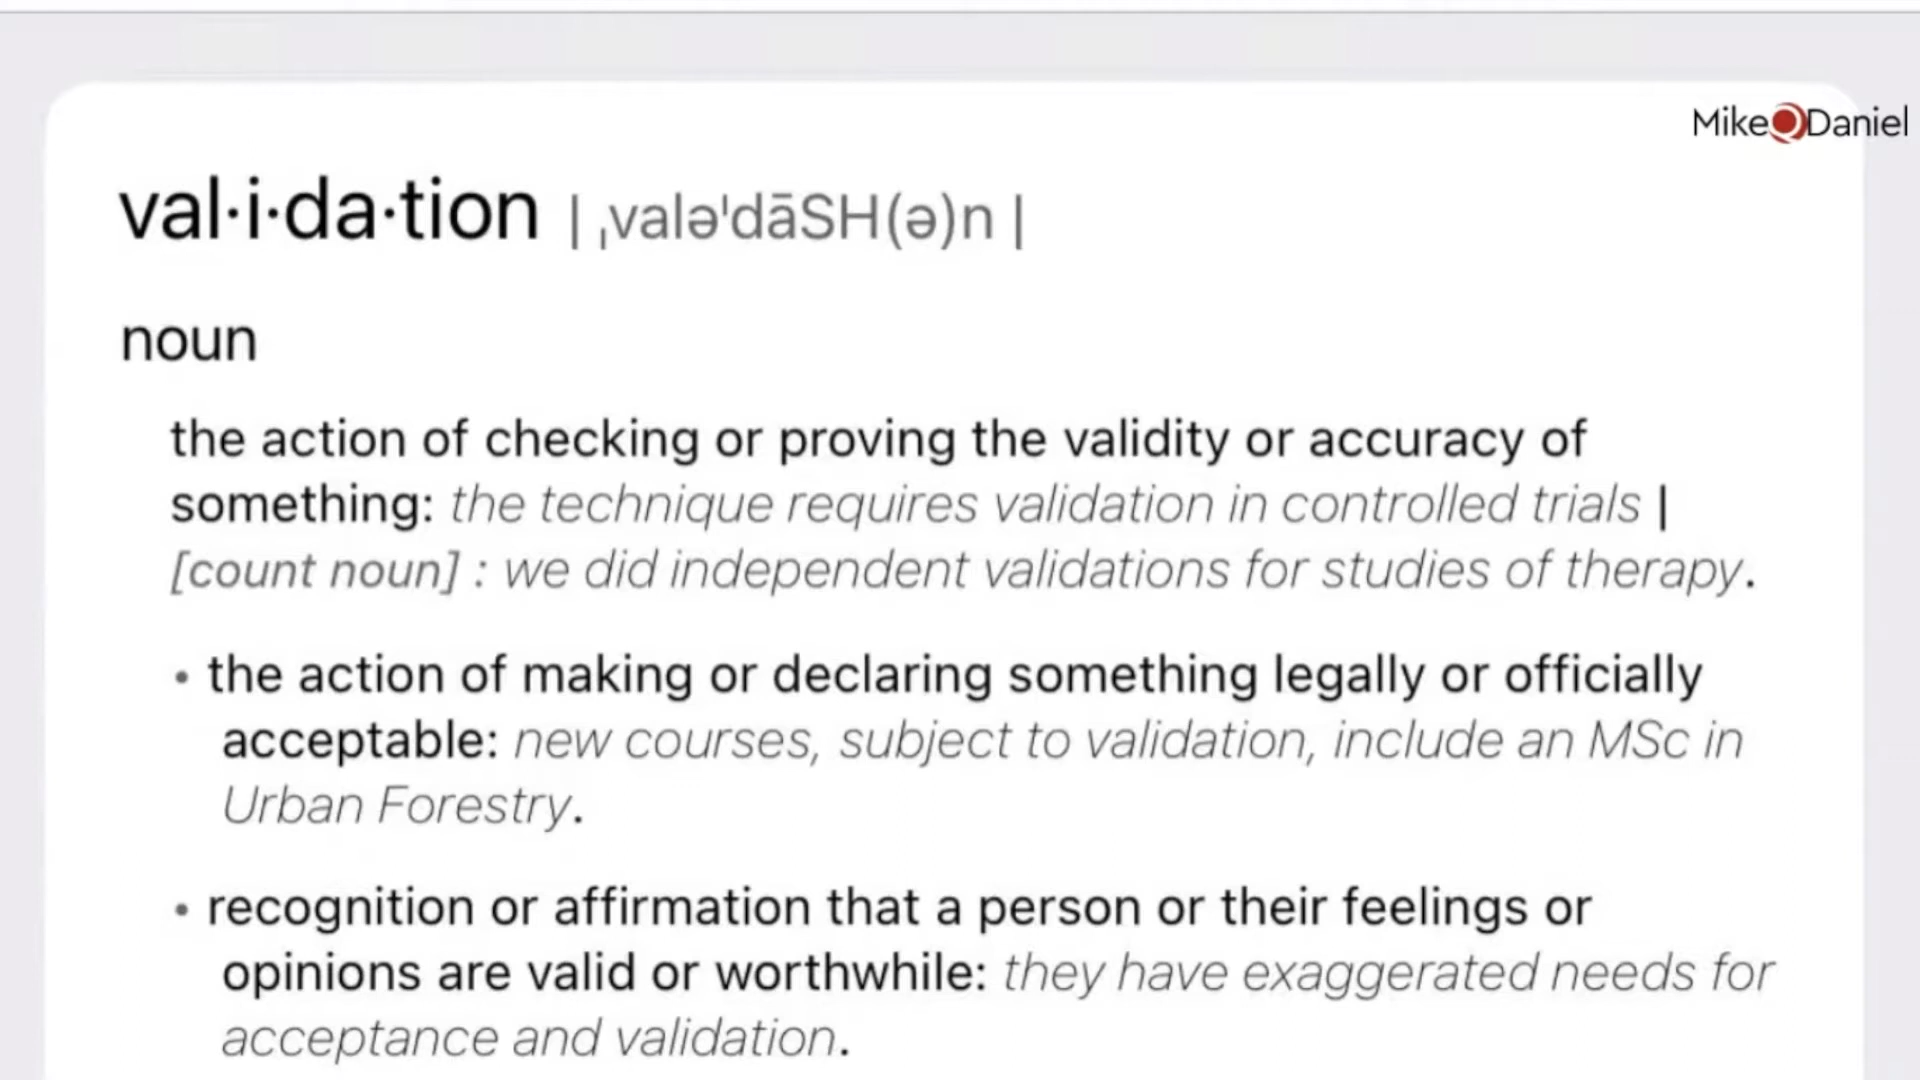 Mike Daniel
val·i·da·tion | ˌvaləˈdāSH(ə)n |
noun
the action of checking or proving the validity or accuracy of
something: the technique requires validation in controlled trials |
[count noun] : we did independent validations for studies of therapy.
• the action of making or declaring something legally or officially
acceptable: new courses, subject to validation, include an MSc in
Urban Forestry.
• recognition or affirmation that a person or their feelings or
opinions are valid or worthwhile: they have exaggerated needs for
acceptance and validation.